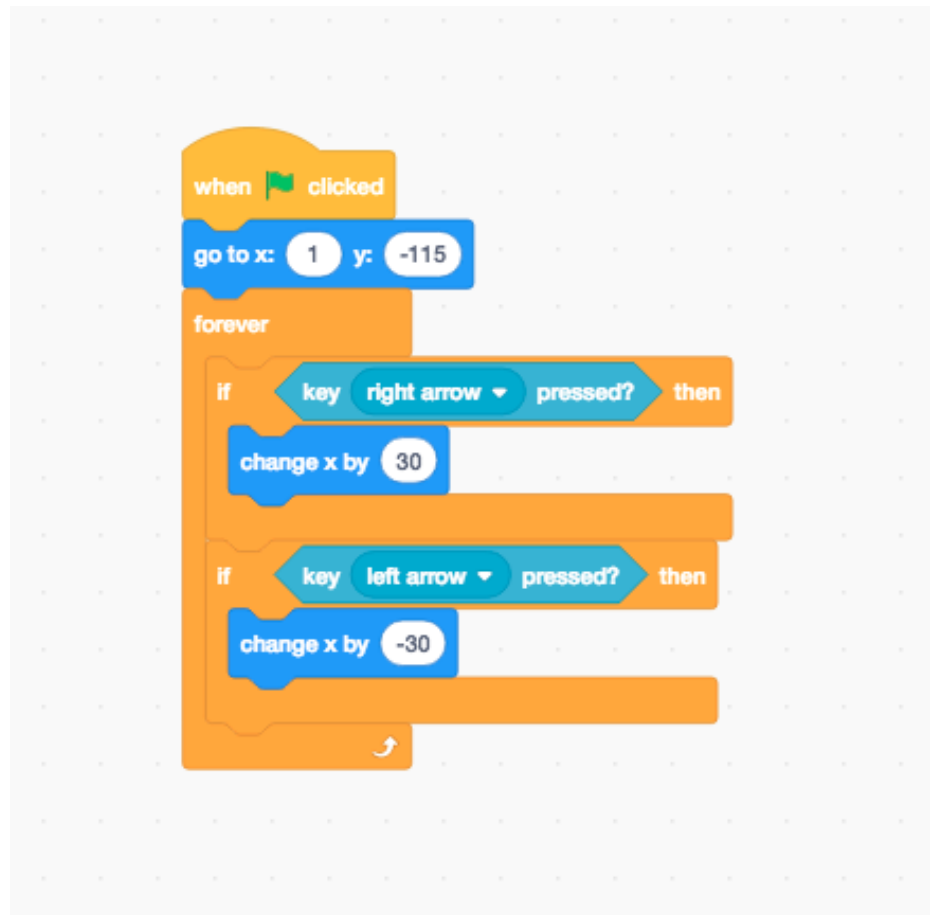 when clicked
go to x: 1 y: -115
forever
if key right arrow pressed? then
change x by 30
if key left arrow pressed? then
change x by -30